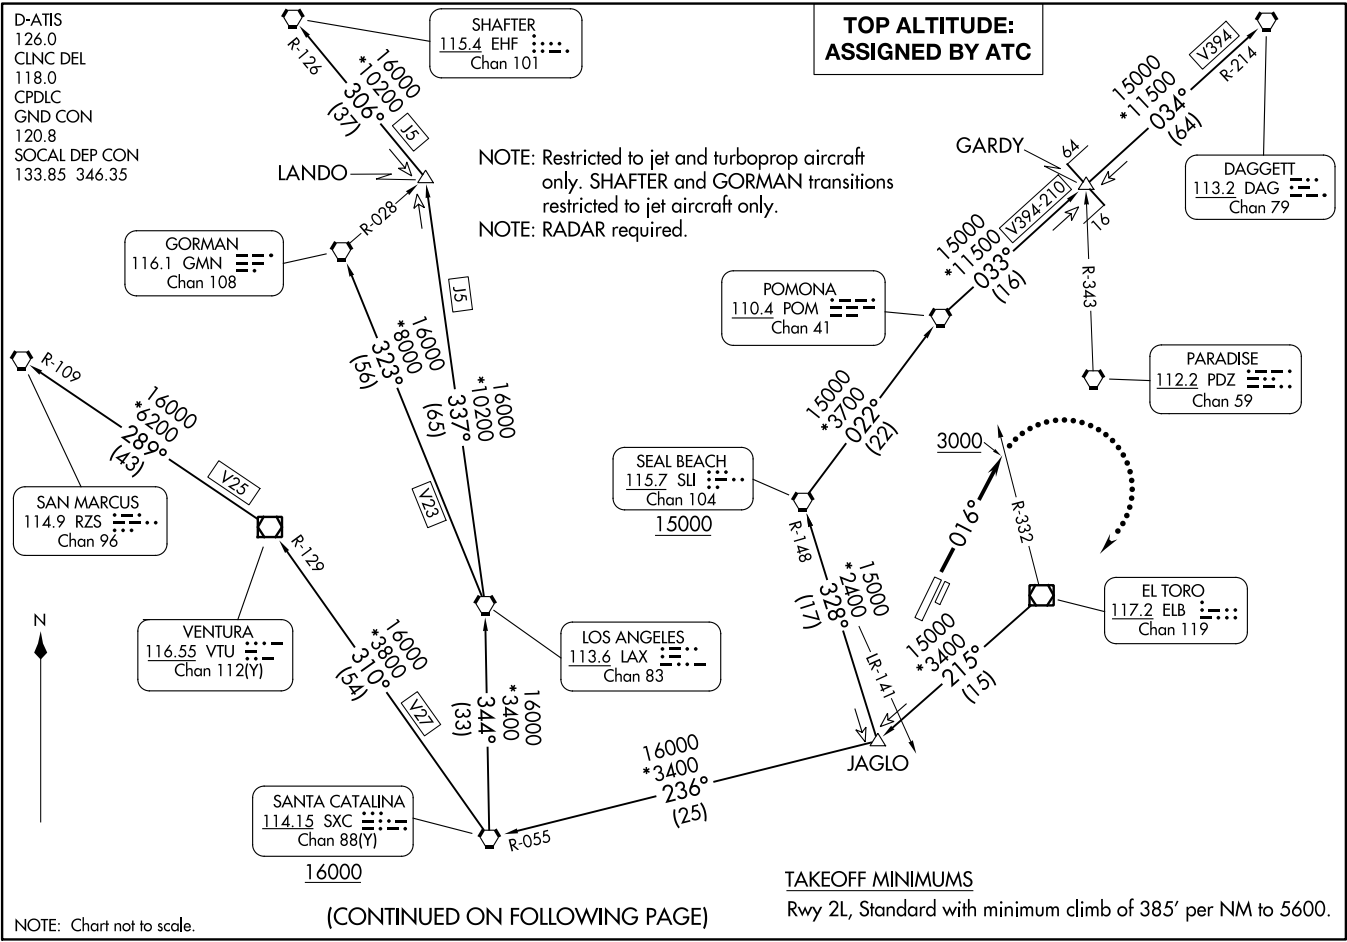 D-ATIS
126.0
CLNC DEL
118.0
CPDLC
GND CON
120.8
SOCAL DEP CON
133.85 346.35
SHAFTER
115.4 EHF
Chan 101
R-126
16000
*10200
306°
(37)
J5
LANDO
TOP ALTITUDE:
ASSIGNED BY ATC
NOTE: Restricted to jet and turboprop aircraft
only. SHAFTER and GORMAN transitions
restricted to jet aircraft only.
NOTE: RADAR required.
15000
*11500
034°
(64)
V394
R-214
DAGGETT
113.2 DAG
Chan 79
GARDY
64
16
V394-210
15000
*11500
033°
(16)
R-343
GORMAN
116.1 GMN
Chan 108
R-028
J5
16000
*8000
323°
(56)
16000
*10200
337°
(65)
V23
POMONA
110.4 POM
Chan 41
PARADISE
112.2 PDZ
Chan 59
R-109
16000
*6200
289°
(43)
V25
SAN MARCUS
114.9 RZS
Chan 96
15000
*3700
022°
(22)
SEAL BEACH
115.7 SLI
Chan 104
15000
R-148
3000
016°
R-332
15000
*2400
328°
(17)
LR-141
EL TORO
117.2 ELB
Chan 119
15000
*3400
215°
(15)
JAGLO
R-129
N
VENTURA
116.55 VTU
Chan 112(Y)
16000
*3800
310°
(54)
V27
LOS ANGELES
113.6 LAX
Chan 83
16000
*3400
344°
(33)
16000
*3400
236°
(25)
R-055
SANTA CATALINA
114.15 SXC
Chan 88(Y)
16000
TAKEOFF MINIMUMS
Rwy 2L, Standard with minimum climb of 385' per NM to 5600.
(CONTINUED ON FOLLOWING PAGE)
NOTE: Chart not to scale.